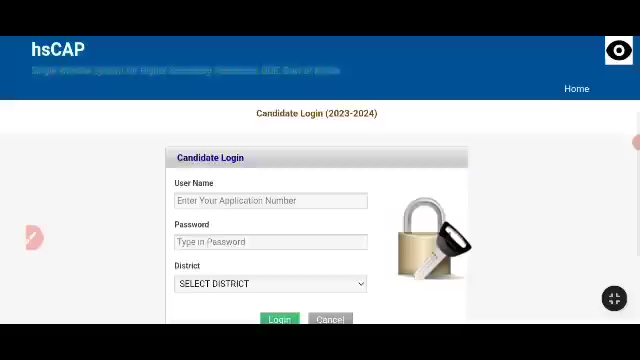 hsCAP
Home
Candidate Login (2023-2024)
Candidate Login
User Name
Enter Your Application Number
Password
Type in Password
District
SELECT DISTRICT
Login
Cancel